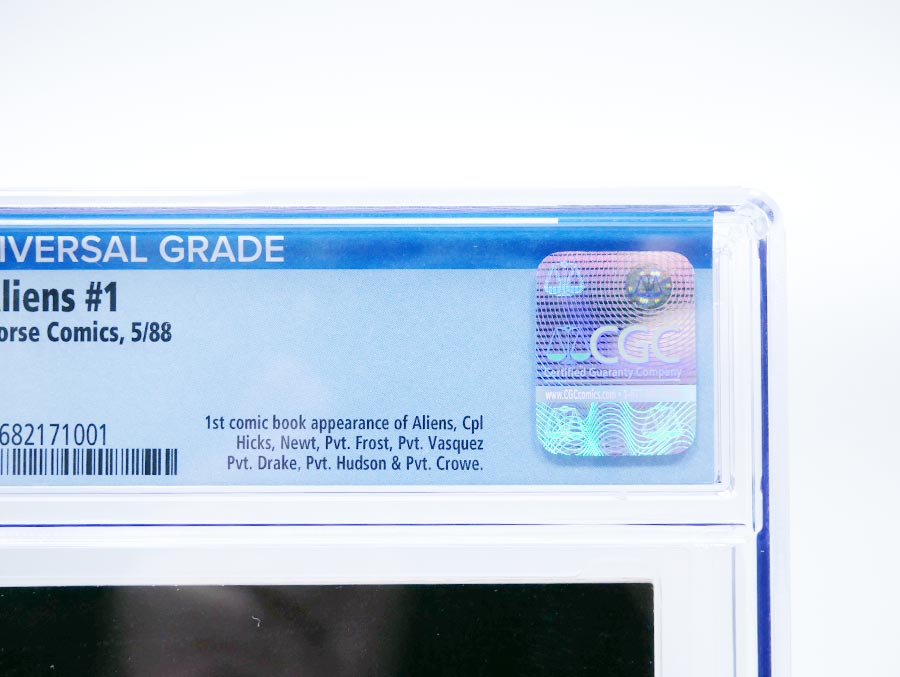 IVERSAL GRADE
liens #1
orse Comics, 5/88
682171001
1st comic book appearance of Aliens, Cpl
Hicks, Newt, Pvt. Frost, Pvt. Vasquez
Pvt. Drake, Pvt. Hudson & Pvt. Crowe.
CGC
Certified Guaranty Company
www.CGCcomics.com